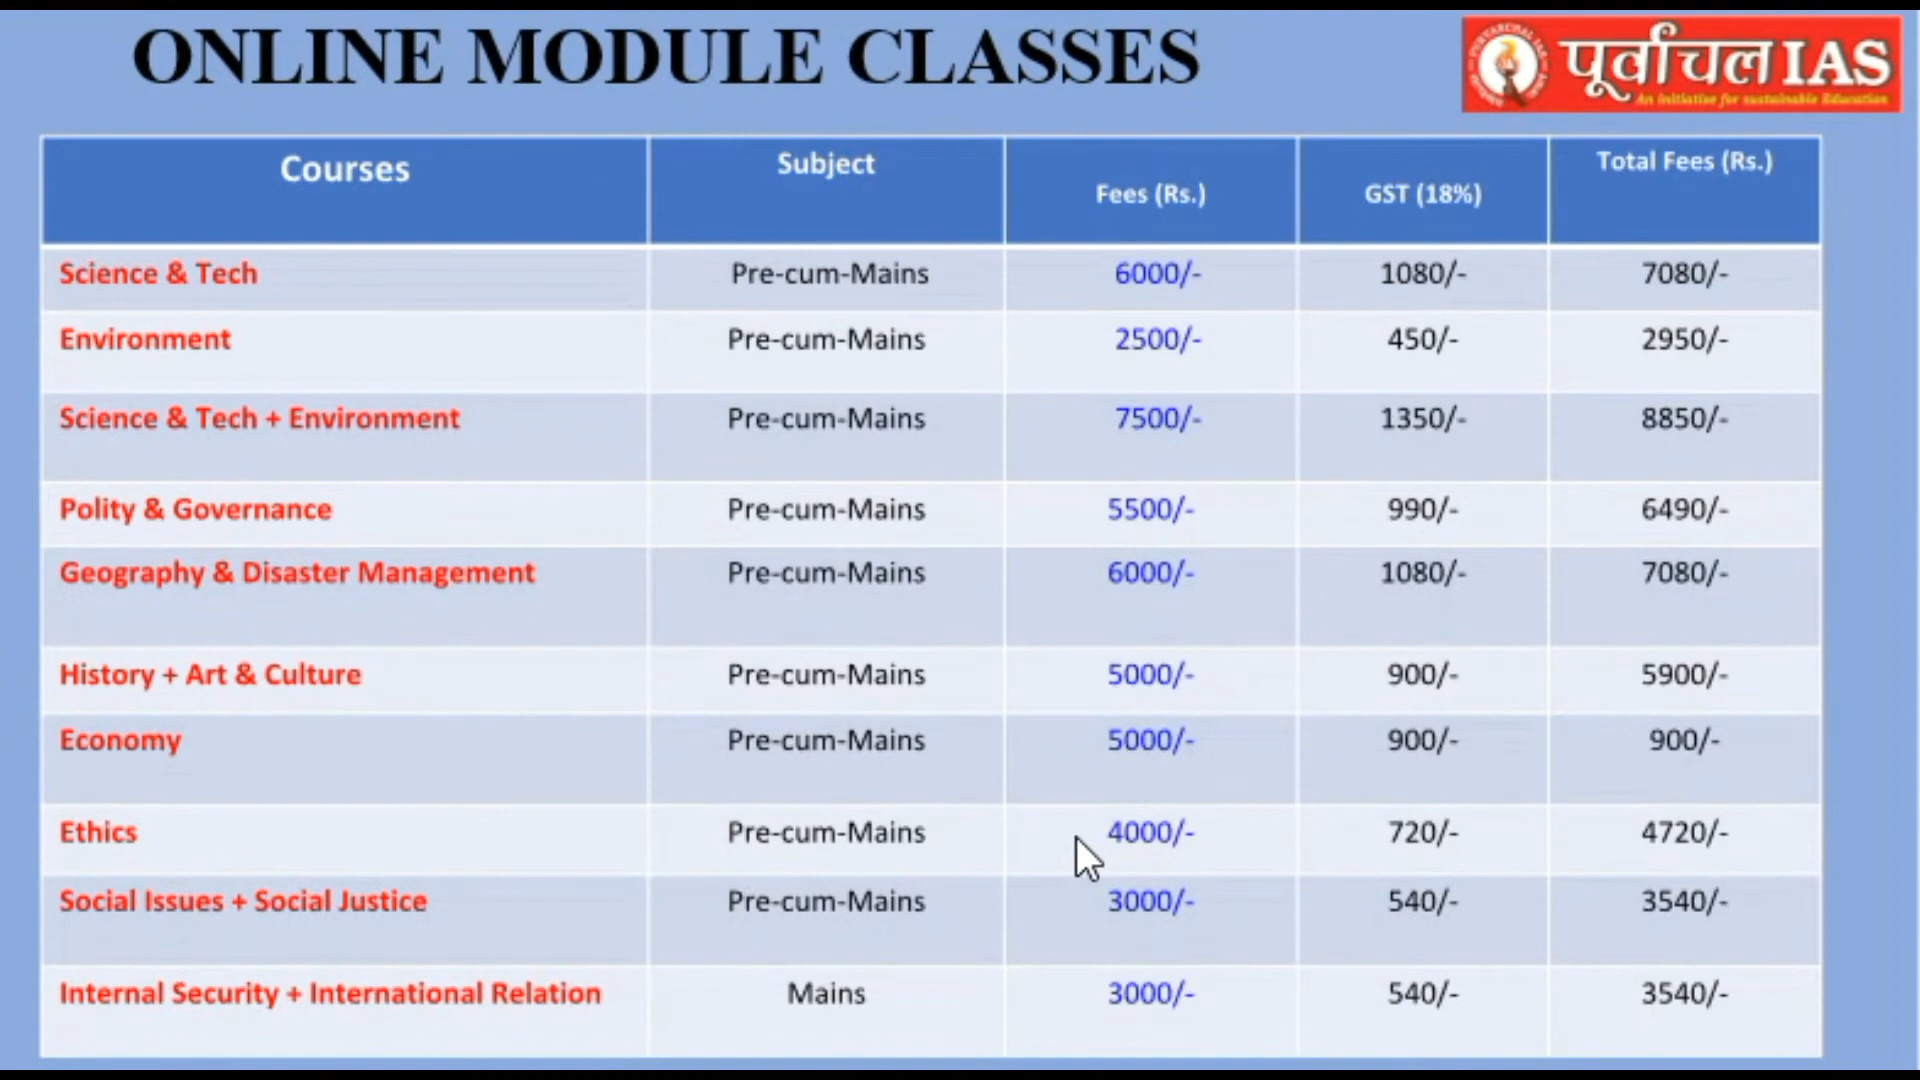 ONLINE MODULE CLASSES
पूर्वांचल IAS
An Initiative for sustainable Education
Courses Subject Fees (Rs.) GST (18%) Total Fees (Rs.)
Science & Tech Pre-cum-Mains 6000/- 1080/- 7080/-
Environment Pre-cum-Mains 2500/- 450/- 2950/-
Science & Tech + Environment Pre-cum-Mains 7500/- 1350/- 8850/-
Polity & Governance Pre-cum-Mains 5500/- 990/- 6490/-
Geography & Disaster Management Pre-cum-Mains 6000/- 1080/- 7080/-
History + Art & Culture Pre-cum-Mains 5000/- 900/- 5900/-
Economy Pre-cum-Mains 5000/- 900/- 900/-
Ethics Pre-cum-Mains 4000/- 720/- 4720/-
Social Issues + Social Justice Pre-cum-Mains 3000/- 540/- 3540/-
Internal Security + International Relation Mains 3000/- 540/- 3540/-